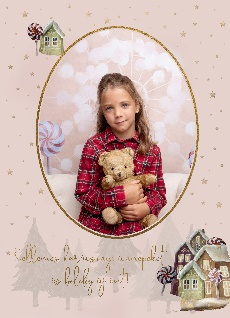 Kellemes karácsonyi ünnepeket
és boldog új évet!